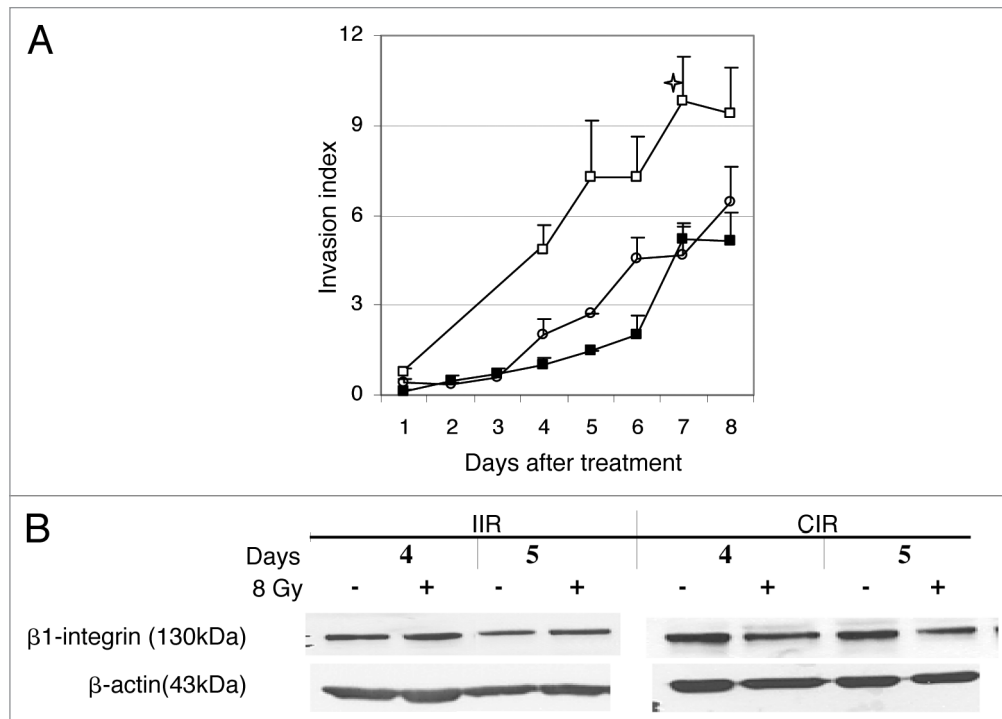 A
12
9
6
3
0
Invasion index
1 2 3 4 5 6 7 8
Days after treatment
B
IIR CIR
Days 4 5 4 5
8 Gy - + - + - + - +
β1-integrin (130kDa)
β-actin(43kDa)